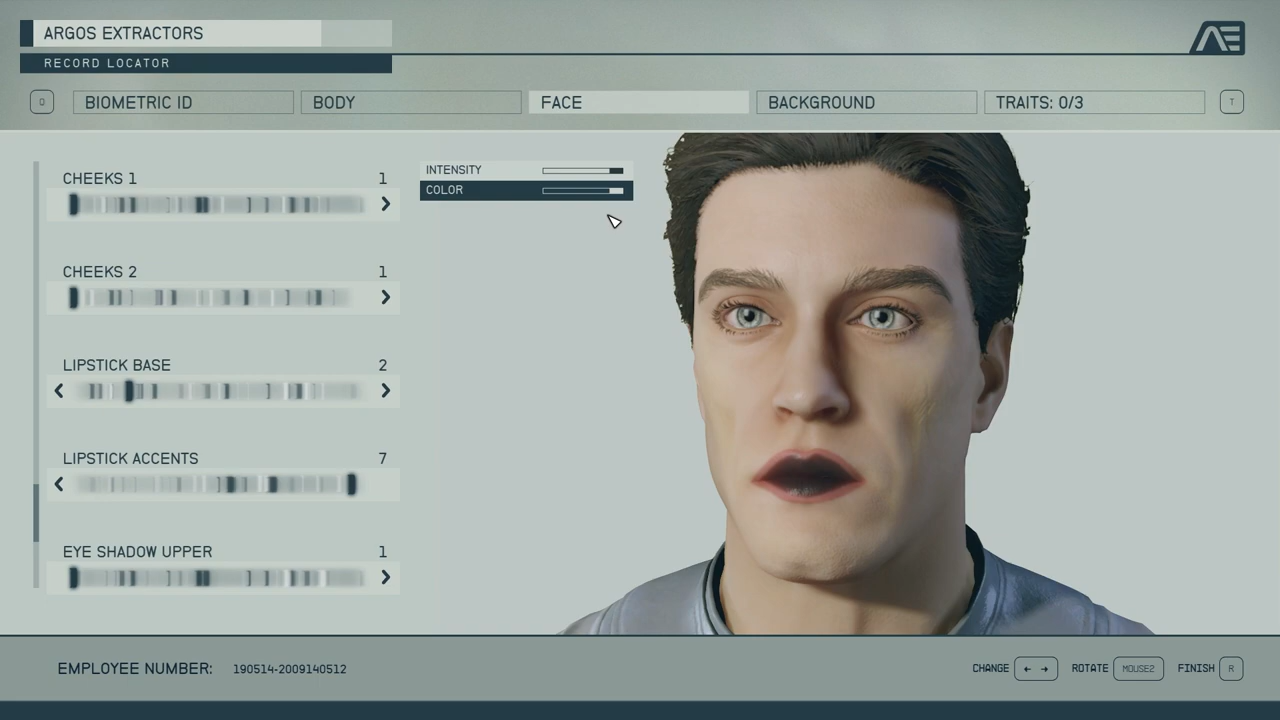 ARGOS EXTRACTORS
RECORD LOCATOR
Q BIOMETRIC ID BODY FACE BACKGROUND TRAITS: 0/3 T
CHEEKS 1 1
INTENSITY
COLOR
CHEEKS 2 1
LIPSTICK BASE 2
LIPSTICK ACCENTS 7
EYE SHADOW UPPER 1
EMPLOYEE NUMBER: 190514-2009140512
CHANGE ← → ROTATE MOUSE2 FINISH R